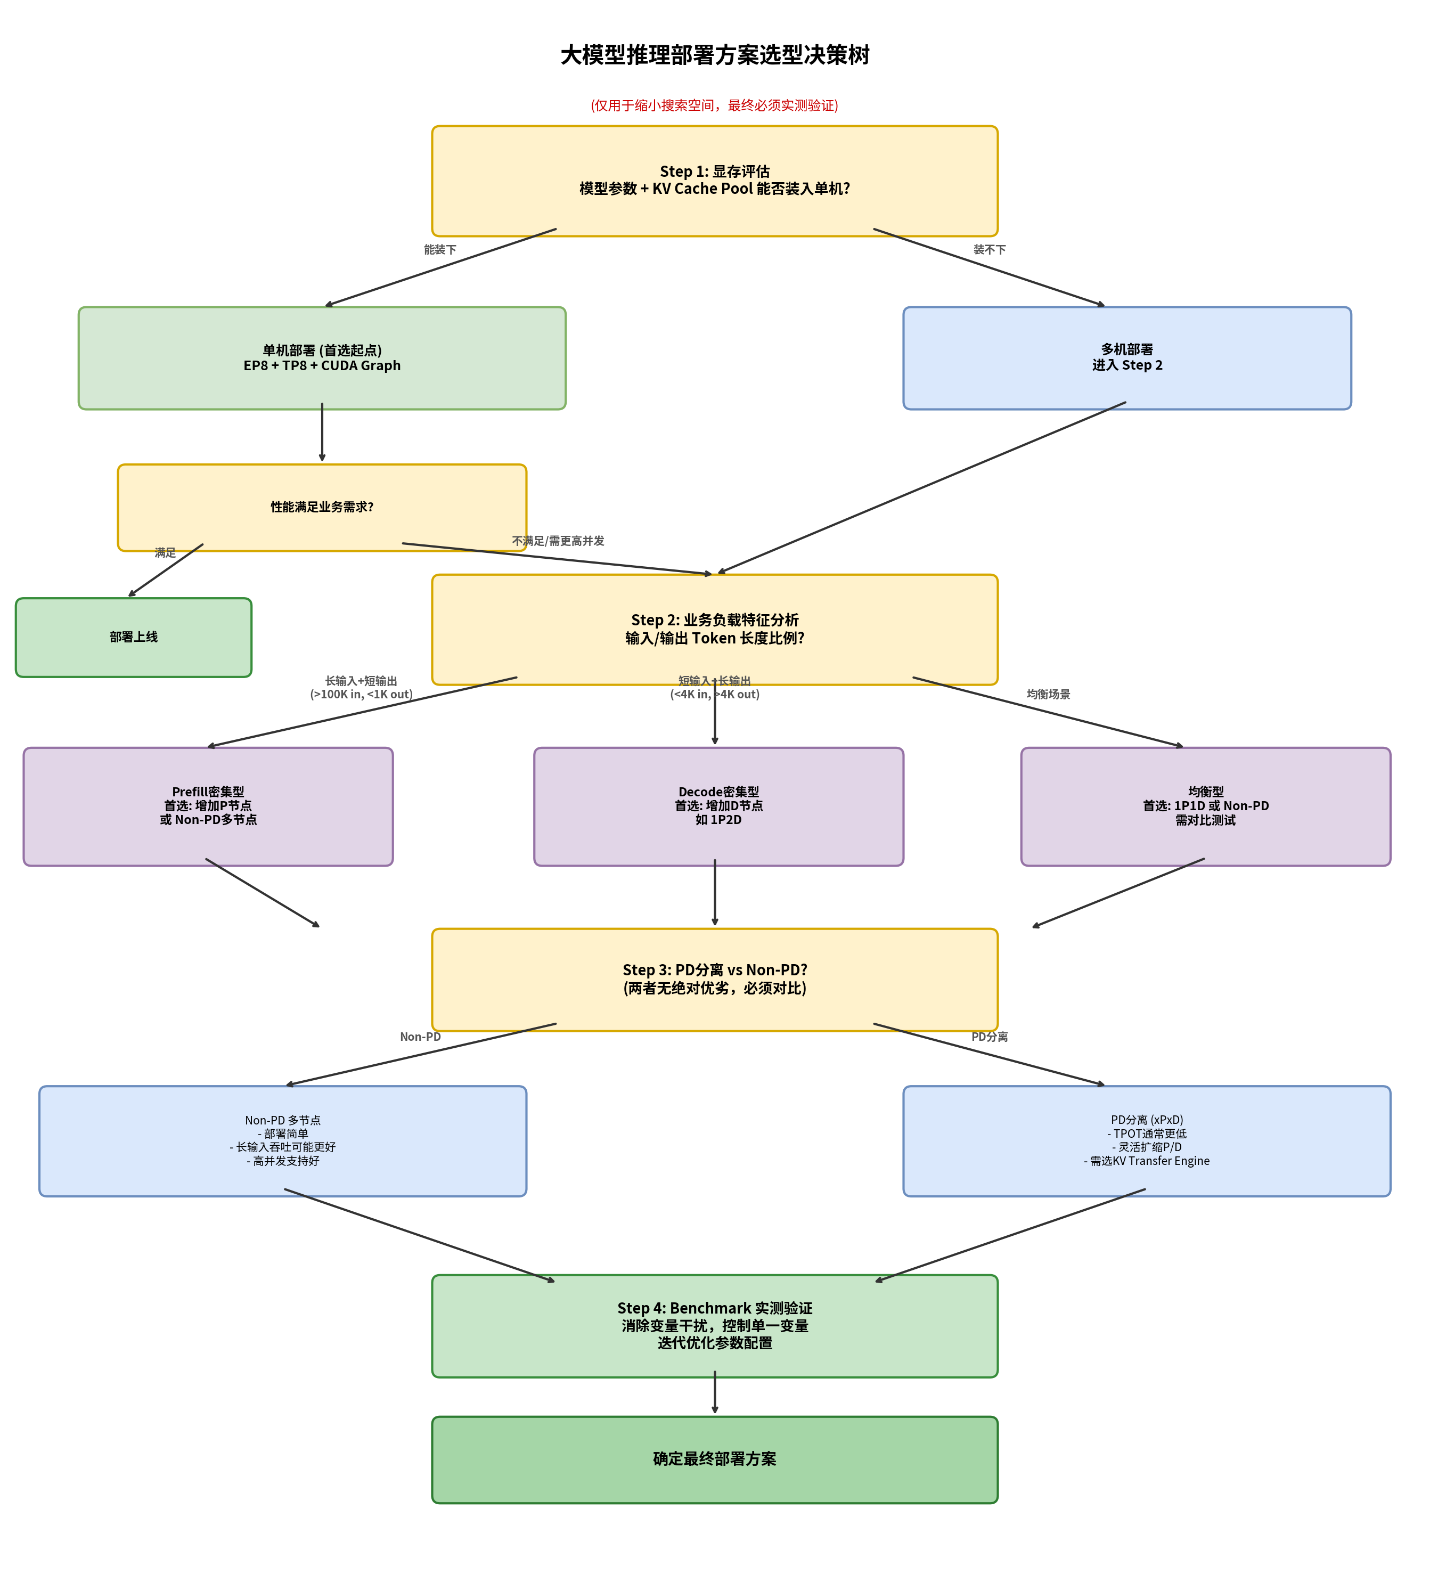 大模型推理部署方案选型决策树
(仅用于缩小搜索空间，最终必须实测验证)
Step 1: 显存评估
模型参数 + KV Cache Pool 能否装入单机?
能装下
装不下
单机部署 (首选起点)
EP8 + TP8 + CUDA Graph
多机部署
进入 Step 2
性能满足业务需求?
满足
不满足/需更高并发
部署上线
Step 2: 业务负载特征分析
输入/输出 Token 长度比例?
长输入+短输出
(>100K in, <1K out)
短输入+长输出
(<4K in, >4K out)
均衡场景
Prefill密集型
首选: 增加P节点
或 Non-PD多节点
Decode密集型
首选: 增加D节点
如 1P2D
均衡型
首选: 1P1D 或 Non-PD
需对比测试
Step 3: PD分离 vs Non-PD?
(两者无绝对优劣，必须对比)
Non-PD
PD分离
Non-PD 多节点
- 部署简单
- 长输入吞吐可能更好
- 高并发支持好
PD分离 (xPxD)
- TPOT通常更低
- 灵活扩缩P/D
- 需选KV Transfer Engine
Step 4: Benchmark 实测验证
消除变量干扰，控制单一变量
迭代优化参数配置
确定最终部署方案